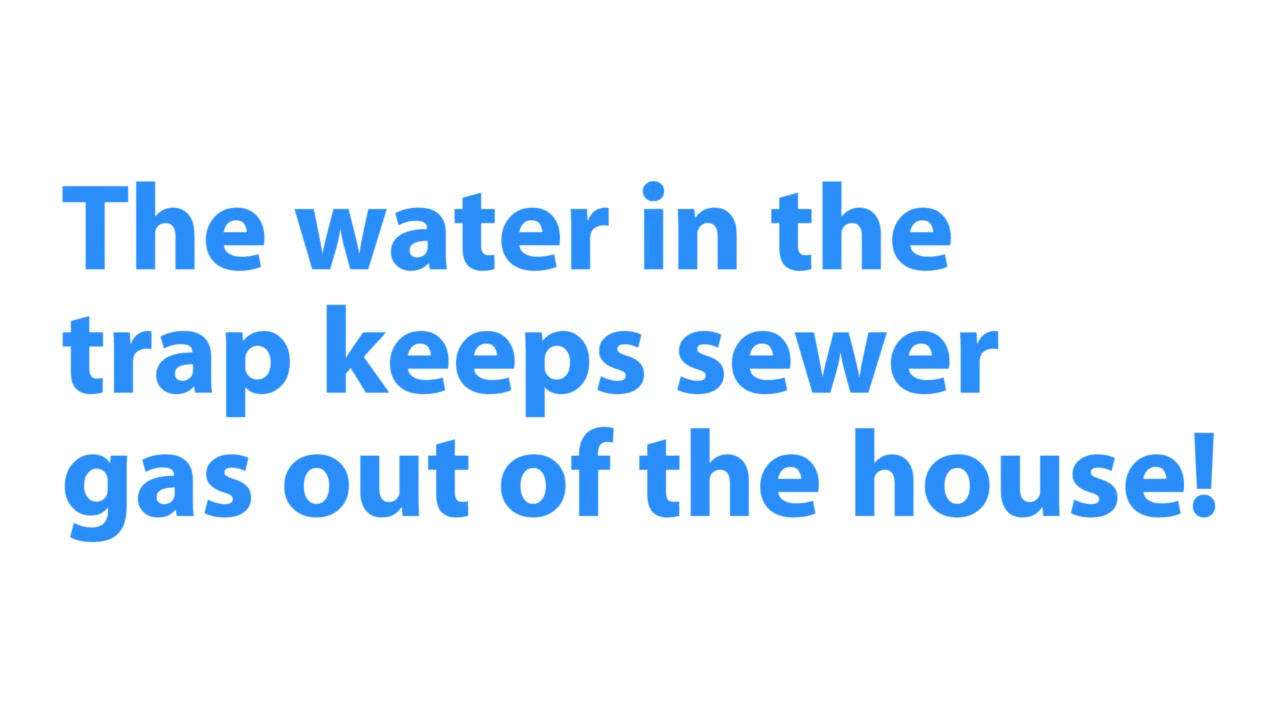 The water in the
trap keeps sewer
gas out of the house!